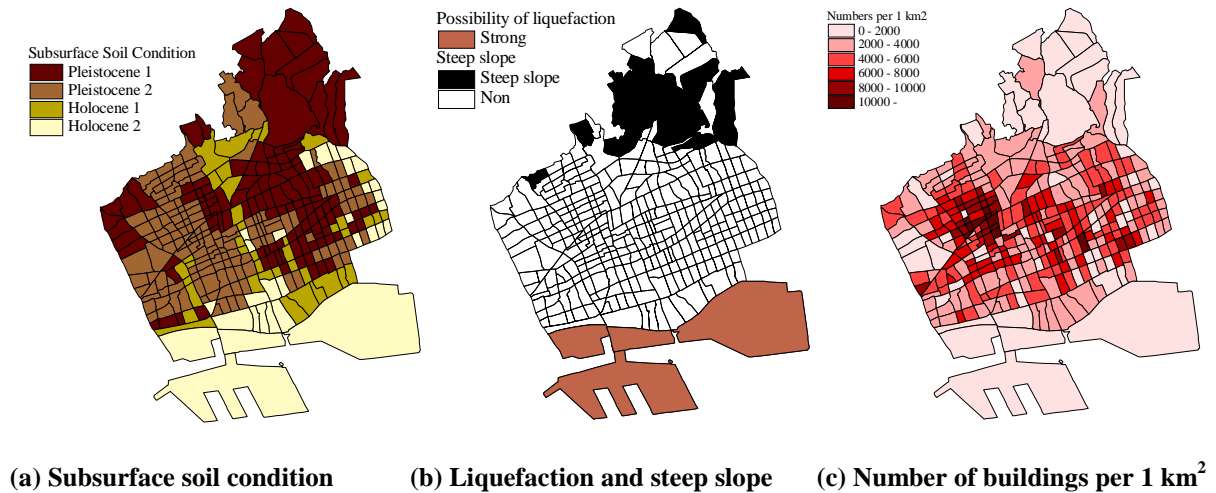 Subsurface Soil Condition
Pleistocene 1
Pleistocene 2
Holocene 1
Holocene 2
Possibility of liquefaction
Strong
Steep slope
Steep slope
Non
Numbers per 1 km2
0 - 2000
2000 - 4000
4000 - 6000
6000 - 8000
8000 - 10000
10000 -
(a) Subsurface soil condition
(b) Liquefaction and steep slope
(c) Number of buildings per 1 km²